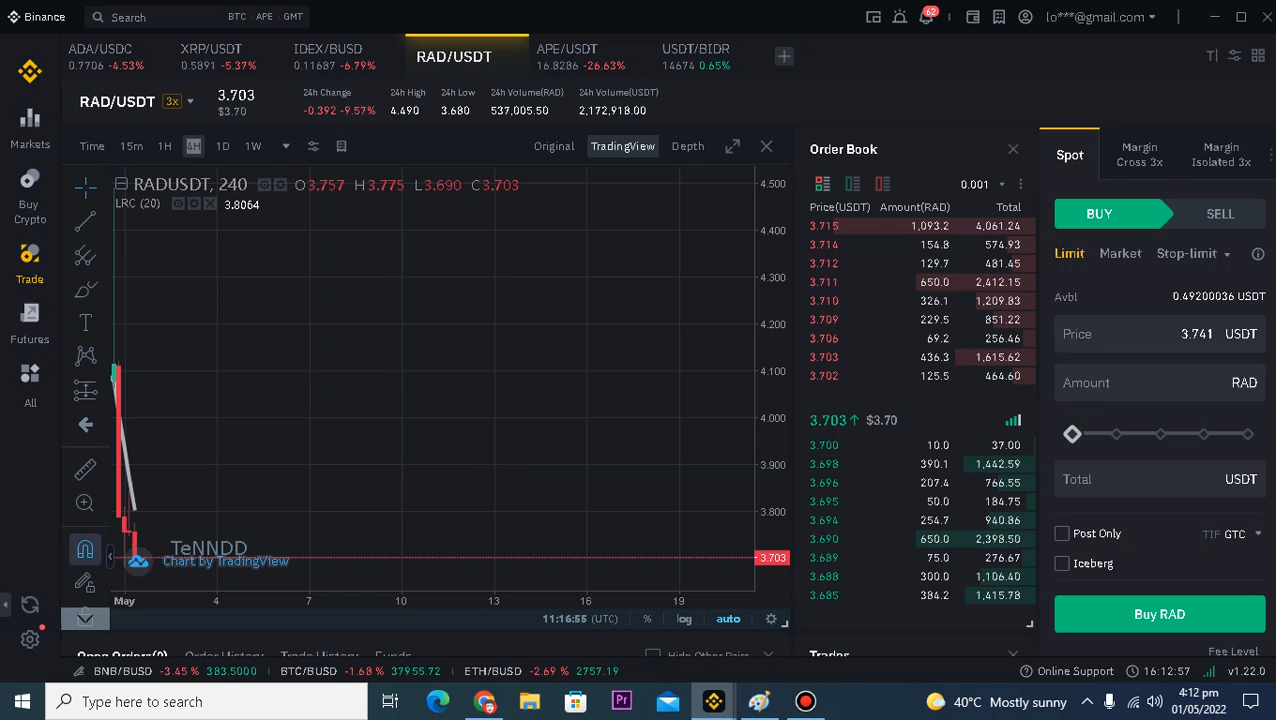 Binance
Search
BTC · APE · GMT
62
lo***@gmail.com
ADA/USDC
0.7706 -4.53%
XRP/USDT
0.5891 -5.37%
IDEX/BUSD
0.11687 -6.79%
RAD/USDT
APE/USDT
16.8286 -26.63%
USDT/BIDR
14674 0.65%
RAD/USDT 3x
3.703
$3.70
24h Change
-0.392 -9.57%
24h High
4.490
24h Low
3.680
24h Volume(RAD)
537,005.50
24h Volume(USDT)
2,172,918.00
Markets
Buy
Crypto
Trade
Futures
All
Time 15m 1H 4H 1D 1W
Original TradingView Depth
RADUSDT, 240 O3.757 H3.775 L3.690 C3.703
LRC (20) 3.8064
4.500
4.400
4.300
4.200
4.100
4.000
3.900
3.800
3.703
TeNNDD
Chart by TradingView
May 4 7 10 13 16 19
11:16:55 (UTC) % log auto
Order Book
0.001
Price(USDT) Amount(RAD) Total
3.715 1,093.2 4,061.24
3.714 154.8 574.93
3.712 129.7 481.45
3.711 650.0 2,412.15
3.710 326.1 1,209.83
3.709 229.5 851.22
3.706 69.2 256.46
3.703 436.3 1,615.62
3.702 125.5 464.60
3.703↑ $3.70
3.700 10.0 37.00
3.698 390.1 1,442.59
3.696 207.4 766.55
3.695 50.0 184.75
3.694 254.7 940.86
3.690 650.0 2,398.50
3.689 75.0 276.67
3.688 300.0 1,106.40
3.685 384.2 1,415.78
Trades
Spot
Margin
Cross 3x
Margin
Isolated 3x
BUY SELL
Limit Market Stop-limit
Avbl 0.49200036 USDT
Price 3.741 USDT
Amount RAD
Total USDT
Post Only TIF GTC
Iceberg
Buy RAD
Fee Level
Open Orders(0) Order History Trade History Funds Hide Other Pairs
BNB/BUSD -3.45 % 383.5000 BTC/BUSD -1.68 % 37955.72 ETH/BUSD -2.69 % 2757.19
Online Support 16:12:57 v1.22.0
Type here to search
Pr
40°C Mostly sunny
4:12 pm
01/05/2022